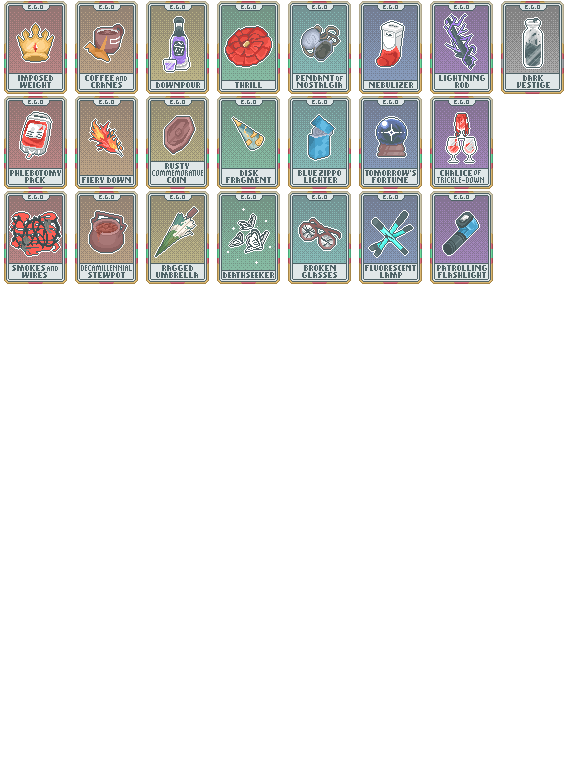 E.G.O E.G.O E.G.O E.G.O E.G.O E.G.O E.G.O E.G.O
IMPOSED WEIGHT
COFFEE AND CRANES
DOWNPOUR
THRILL
PENDANT OF NOSTALGIA
NEBULIZER
LIGHTNING ROD
DARK VESTIGE
E.G.O E.G.O E.G.O E.G.O E.G.O E.G.O E.G.O
PHLEBOTOMY PACK
FIERY DOWN
RUSTY COMMEMORATIVE COIN
DISK FRAGMENT
BLUE ZIPPO LIGHTER
TOMORROW'S FORTUNE
CHALICE OF TRICKLE-DOWN
E.G.O E.G.O E.G.O E.G.O E.G.O E.G.O E.G.O
SMOKES AND WIRES
DECAMILLENNIAL STEWPOT
RAGGED UMBRELLA
DEATHSEEKER
BROKEN GLASSES
FLUORESCENT LAMP
PATROLLING FLASHLIGHT